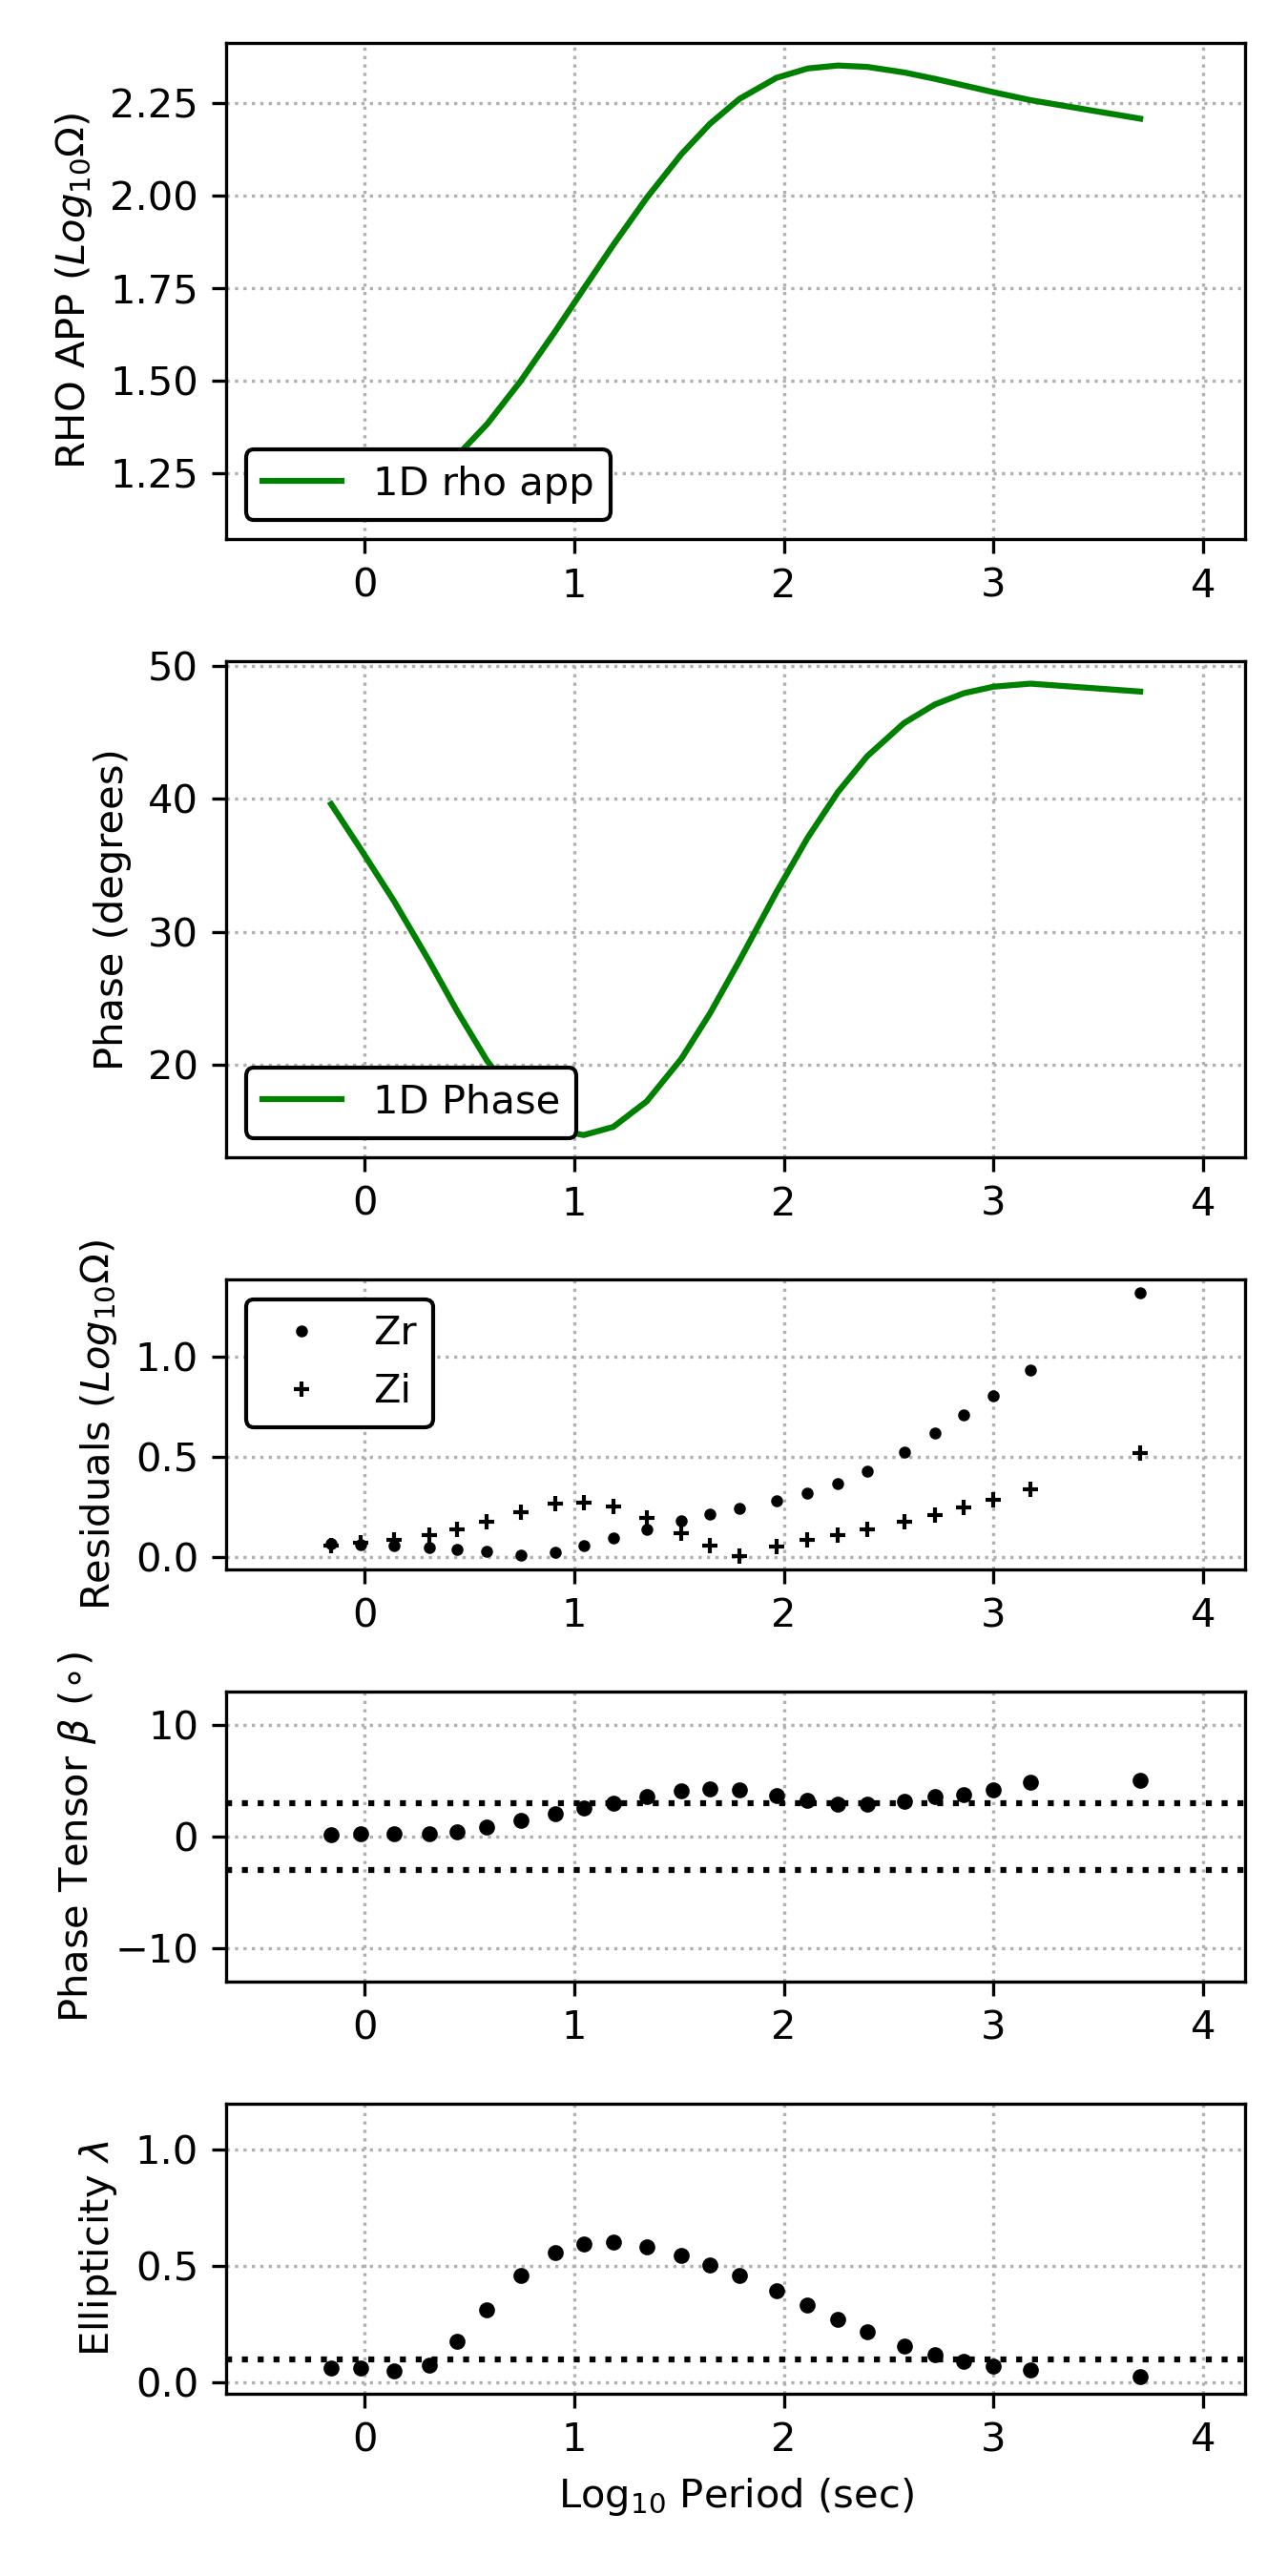 RHO APP (Log₁₀Ω)
2.25
2.00
1.75
1.50
1.25
1D rho app
0 1 2 3 4
Phase (degrees)
50
40
30
20
1D Phase
0 1 2 3 4
Residuals (Log₁₀Ω)
1.0
0.5
0.0
Zr
Zi
0 1 2 3 4
Phase Tensor β (∘)
10
0
−10
0 1 2 3 4
Ellipticity λ
1.0
0.5
0.0
0 1 2 3 4
Log₁₀ Period (sec)